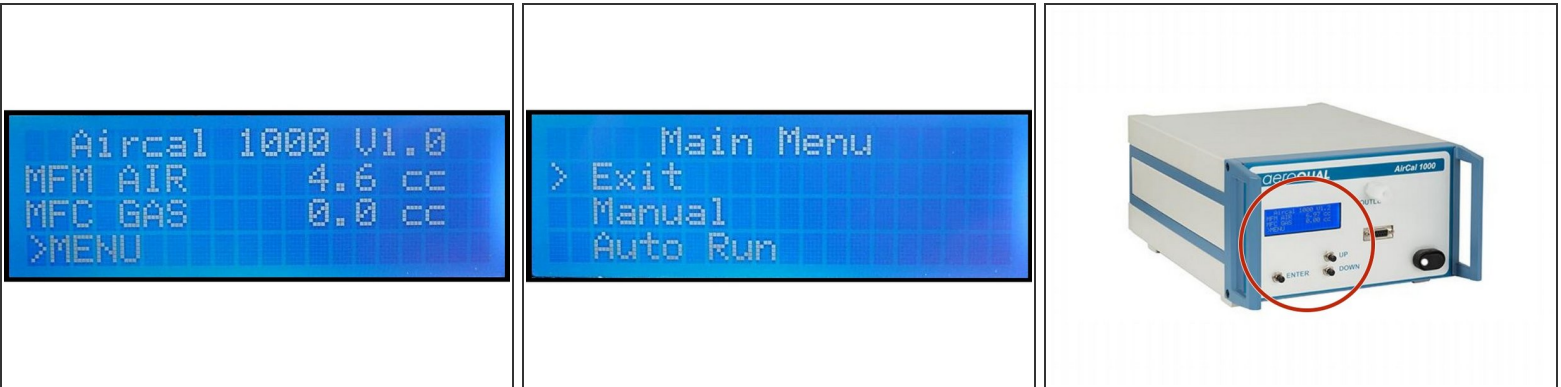 Aircal 1000 V1.0
MFM AIR 4.6 cc
MFC GAS 0.0 cc
>MENU
Main Menu
> Exit
Manual
Auto Run
aeroQUAL
AirCal 1000
MENU
ENTER
UP
DOWN